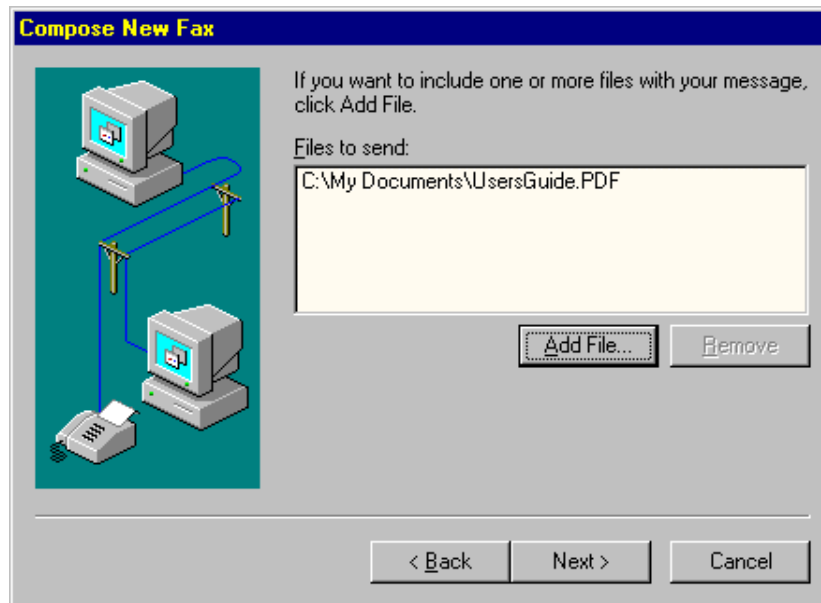 Compose New Fax
If you want to include one or more files with your message,
click Add File.
Files to send:
C:\My Documents\UsersGuide.PDF
Add File...
Remove
< Back
Next >
Cancel